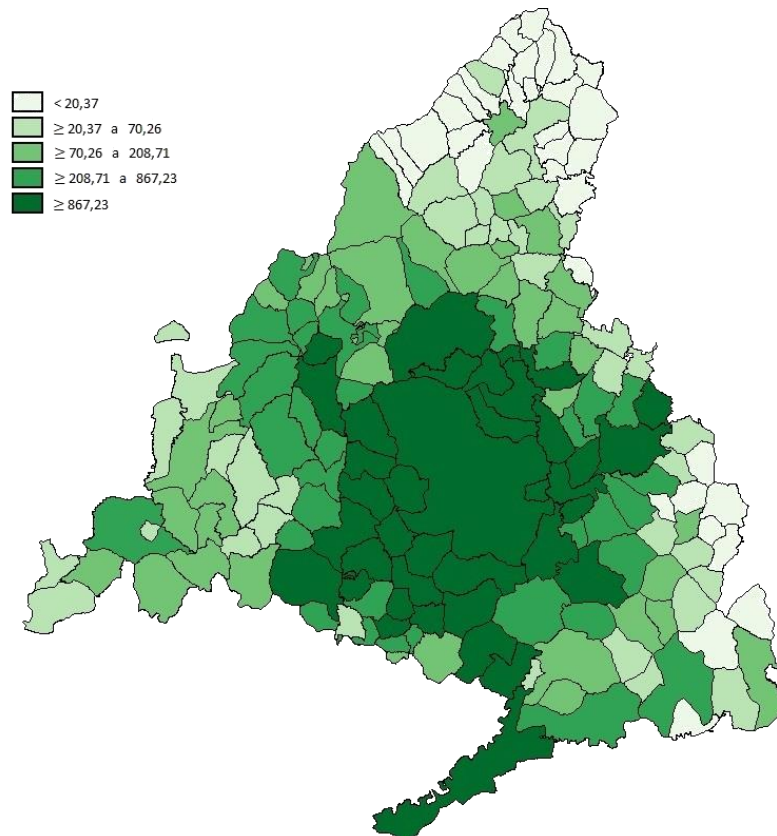 < 20,37
≥ 20,37 a 70,26
≥ 70,26 a 208,71
≥ 208,71 a 867,23
≥ 867,23